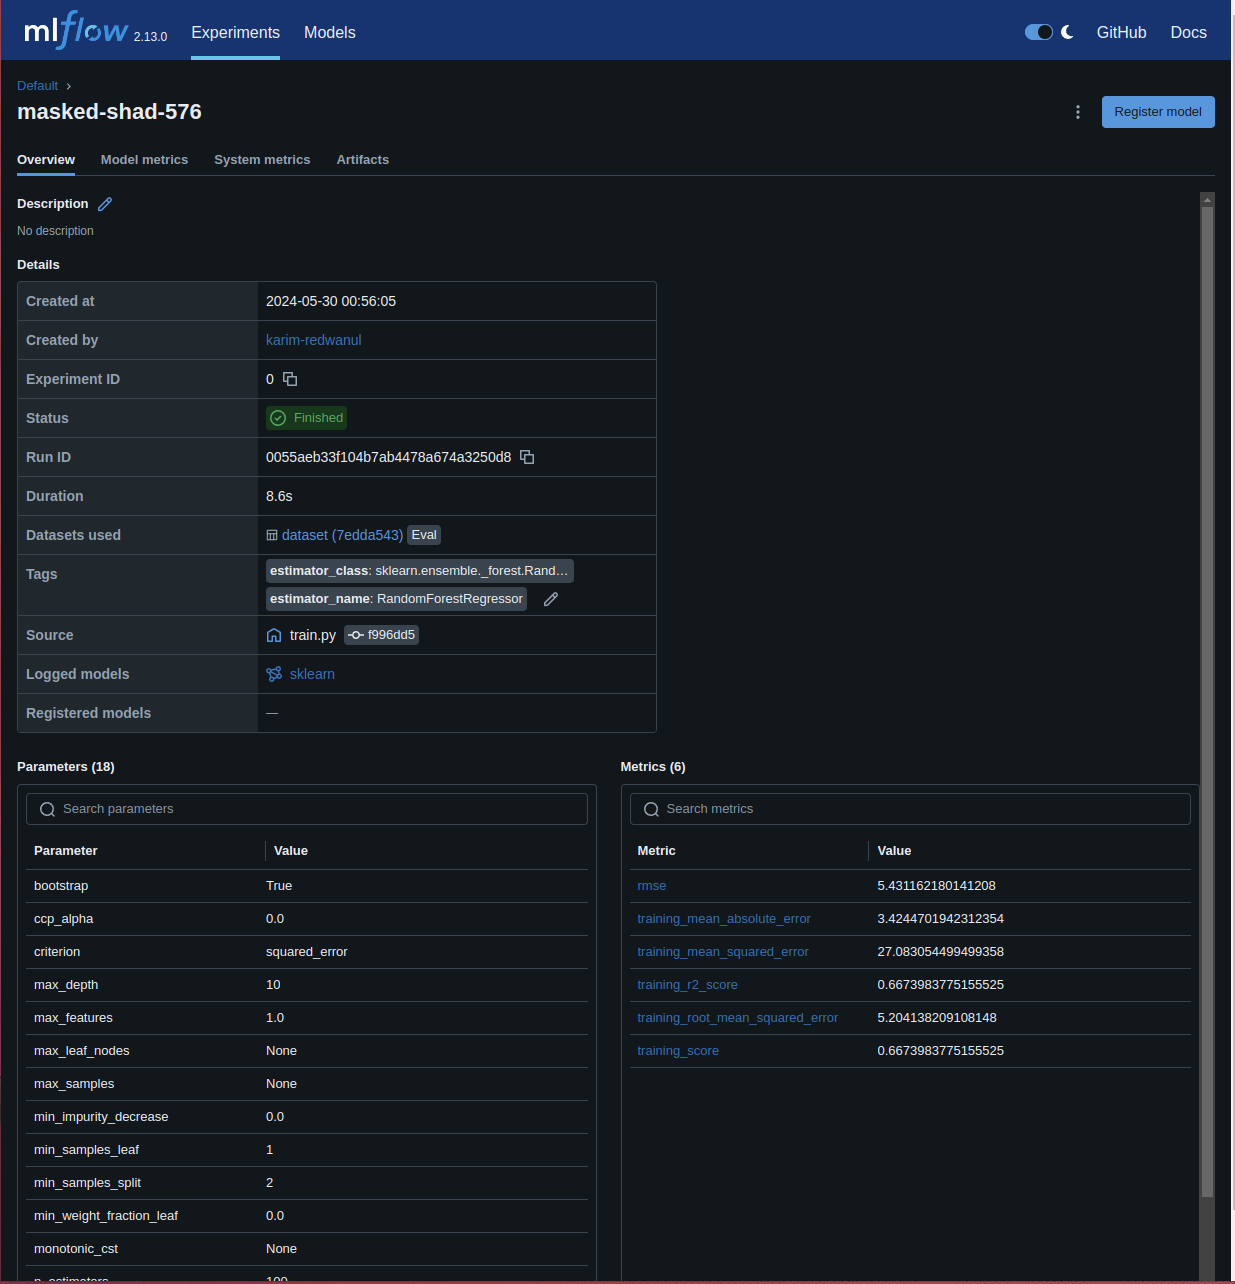 mlflow 2.13.0 Experiments Models GitHub Docs
Default
masked-shad-576
Register model
Overview Model metrics System metrics Artifacts
Description
No description
Details
Created at 2024-05-30 00:56:05
Created by karim-redwanul
Experiment ID 0
Status Finished
Run ID 0055aeb33f104b7ab4478a674a3250d8
Duration 8.6s
Datasets used dataset (7edda543) Eval
Tags estimator_class: sklearn.ensemble._forest.Rand...
estimator_name: RandomForestRegressor
Source train.py f996dd5
Logged models sklearn
Registered models —
Parameters (18)
Search parameters
Parameter Value
bootstrap True
ccp_alpha 0.0
criterion squared_error
max_depth 10
max_features 1.0
max_leaf_nodes None
max_samples None
min_impurity_decrease 0.0
min_samples_leaf 1
min_samples_split 2
min_weight_fraction_leaf 0.0
monotonic_cst None
n_estimators 100
Metrics (6)
Search metrics
Metric Value
rmse 5.431162180141208
training_mean_absolute_error 3.4244701942312354
training_mean_squared_error 27.083054499499358
training_r2_score 0.6673983775155525
training_root_mean_squared_error 5.204138209108148
training_score 0.6673983775155525